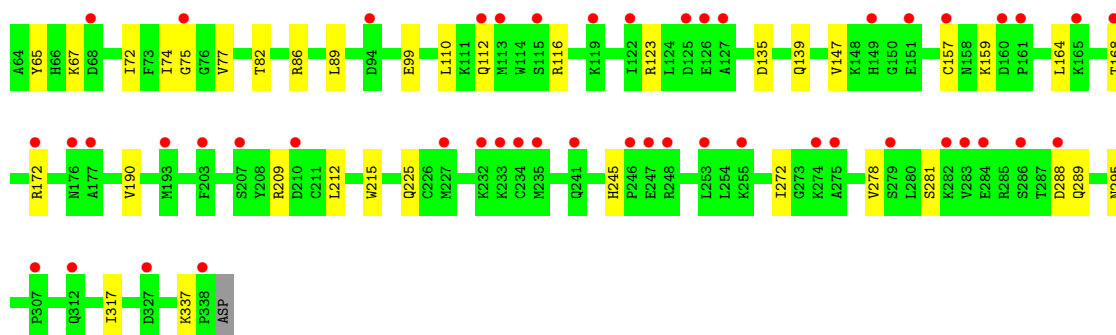 A64 Y65 H66 K67 D68 I72 F73 I74 G75 G76 V77 T82 R86 L89 D94 E99 L110 K111 Q112 M113 W114 S115 R116 K119 I122 R123 L124 D125 E126 A127 D135 Q139 V147 K148 H149 G150 E151 C157 N158 K159 D160 P161 L164 K165 T168
R172 N176 A177 V190 M193 F203 S207 Y208 R209 D210 C211 L212 W215 Q225 C226 M227 K232 K233 C234 M235 Q241 H245 P246 E247 R248 L253 L254 K255 I272 G273 K274 A275 V278 S279 L280 S281 K282 V283 E284 R285 S286 T287 D288 Q289
P307 Q312 I317 D327 K337 P338 ASP